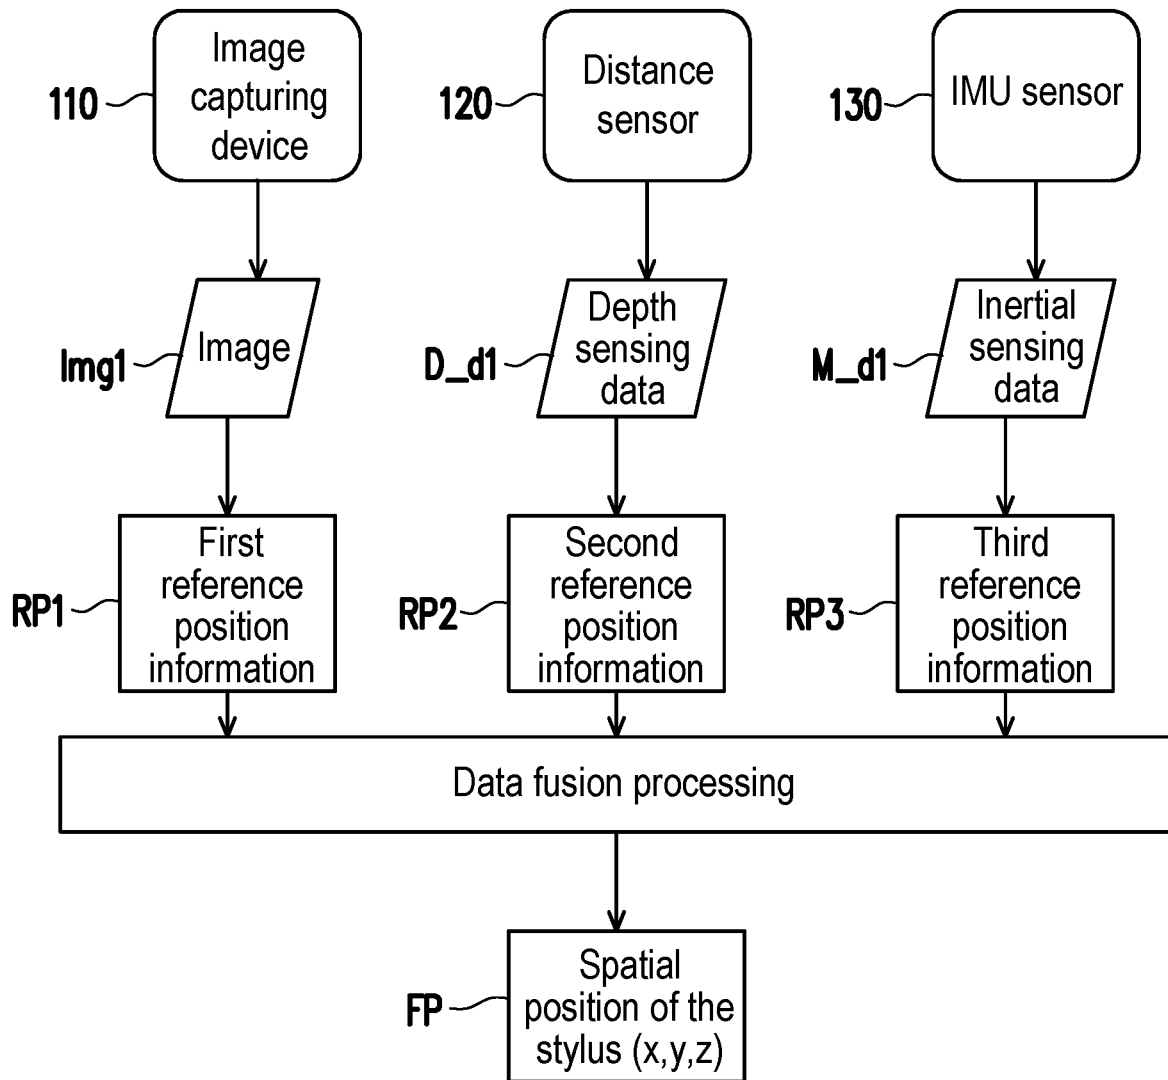 Image
capturing
device
110
Distance
sensor
120
IMU sensor
130
Image
Img1
Depth
sensing
data
D_d1
Inertial
sensing
data
M_d1
First
reference
position
information
RP1
Second
reference
position
information
RP2
Third
reference
position
information
RP3
Data fusion processing
Spatial
position of the
stylus (x,y,z)
FP